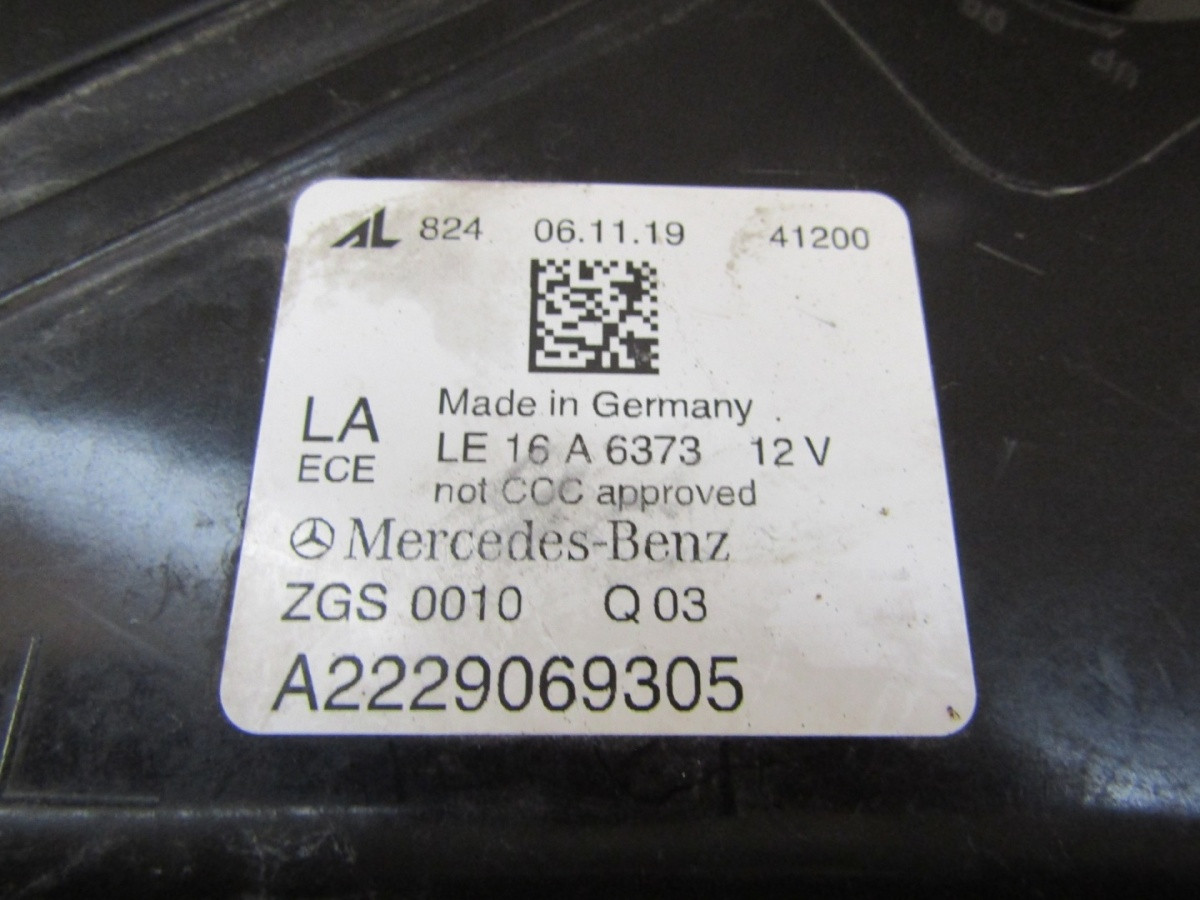 AL 824 06.11.19 41200
LA
ECE
Made in Germany
LE 16 A 6373 12 V
not CCC approved
Mercedes-Benz
ZGS 0010 Q 03
A2229069305